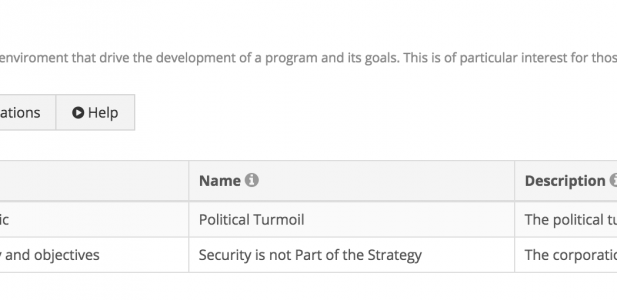 enviroment that drive the development of a program and its goals. This is of particular interest for thos
ations Help
Name Description
ic Political Turmoil The political tu
y and objectives Security is not Part of the Strategy The corporatic